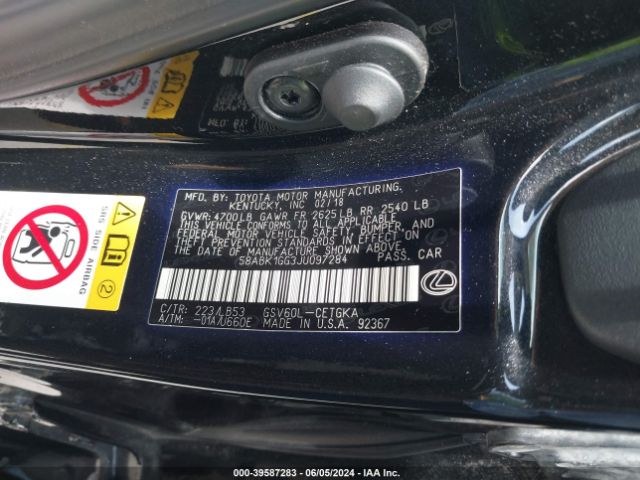 MFD. BY: TOYOTA MOTOR MANUFACTURING,
KENTUCKY, INC 02/18
GVWR: 4700LB GAWR FR 2625LB RR 2540 LB
THIS VEHICLE CONFORMS TO ALL APPLICABLE
FEDERAL MOTOR VEHICLE SAFETY, BUMPER, AND
THEFT PREVENTION STANDARDS IN EFFECT ON
THE DATE OF MANUFACTURE SHOWN ABOVE.
58ABK1GG3JU097284 PASS. CAR
C/TR: 223/LB53 GSV60L-CETGKA
A/TM: -01A/U660E MADE IN U.S.A. 92367
SRS SIDE AIRBAG
2
000-39587283 - 06/05/2024 - IAA, Inc.